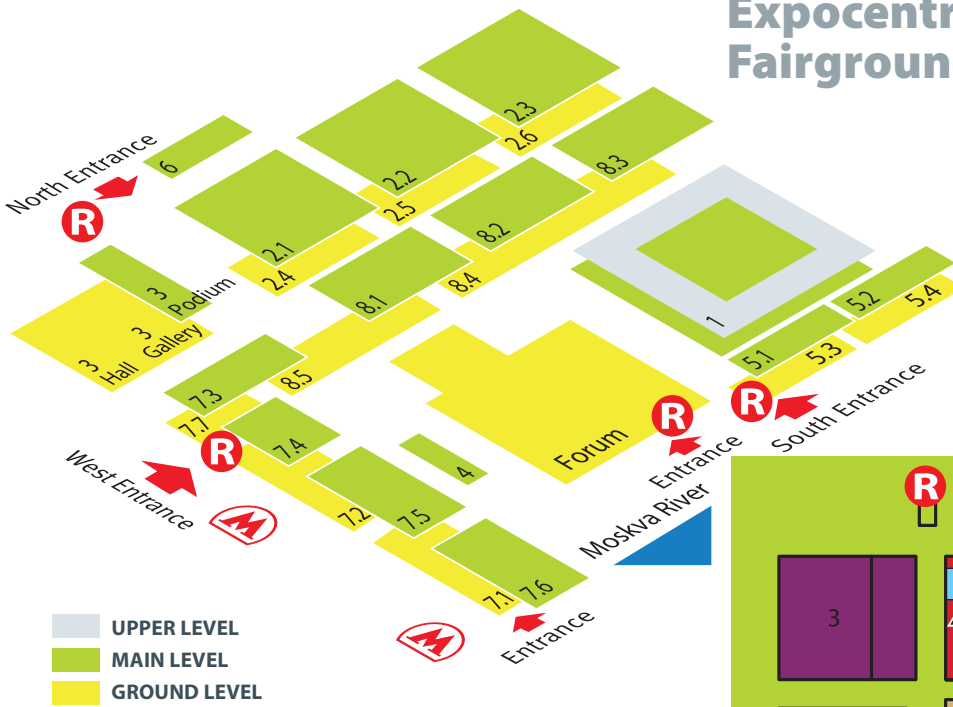 Expocentr
Fairgroun
2.3
2.6
8.3
North Entrance
6
R
2.2
2.5
8.2
2.1
2.4
8.4
8.1
1
5.2
5.4
5.1
5.3
3
Podium
3
Gallery
3
Hall
7.3
8.5
7.7
R
7.4
4
Forum
R
R
South Entrance
Entrance
West Entrance
M
7.2
7.5
Moskva River
7.1
7.6
M
Entrance
R
3
UPPER LEVEL
MAIN LEVEL
GROUND LEVEL